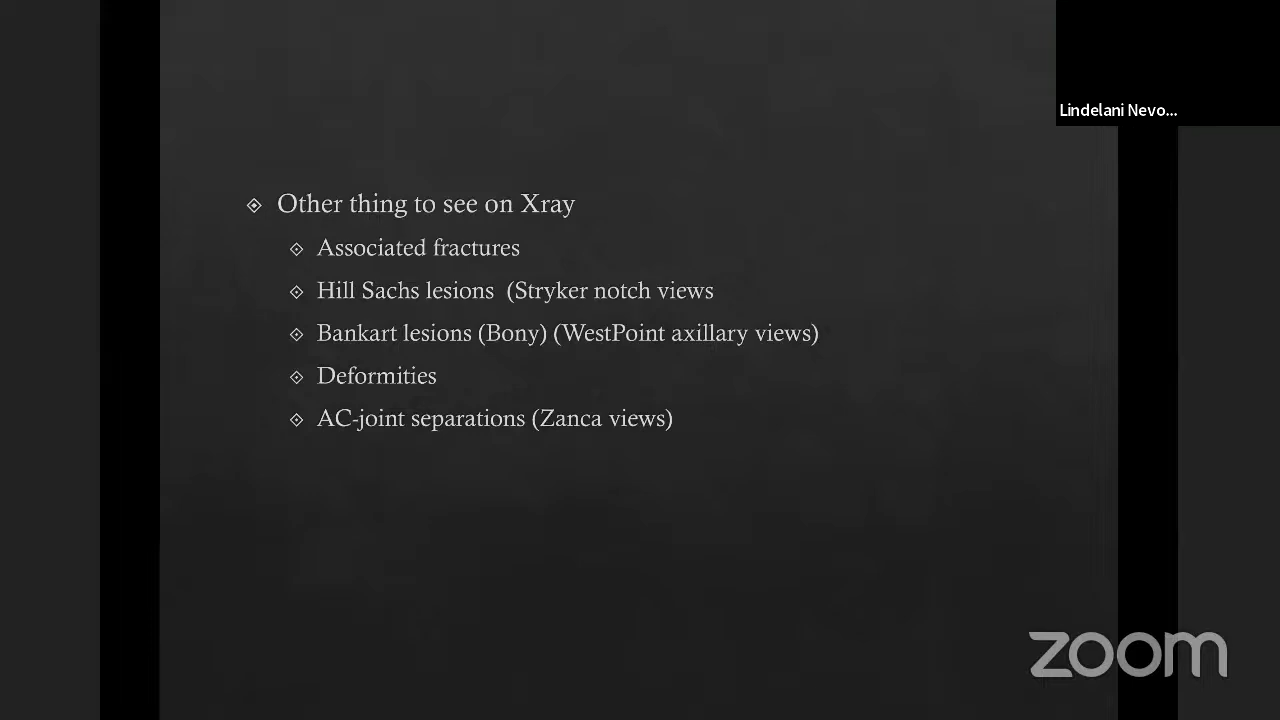 Lindelani Nevo...
Other thing to see on Xray
Associated fractures
Hill Sachs lesions (Stryker notch views
Bankart lesions (Bony) (WestPoint axillary views)
Deformities
AC-joint separations (Zanca views)
zoom